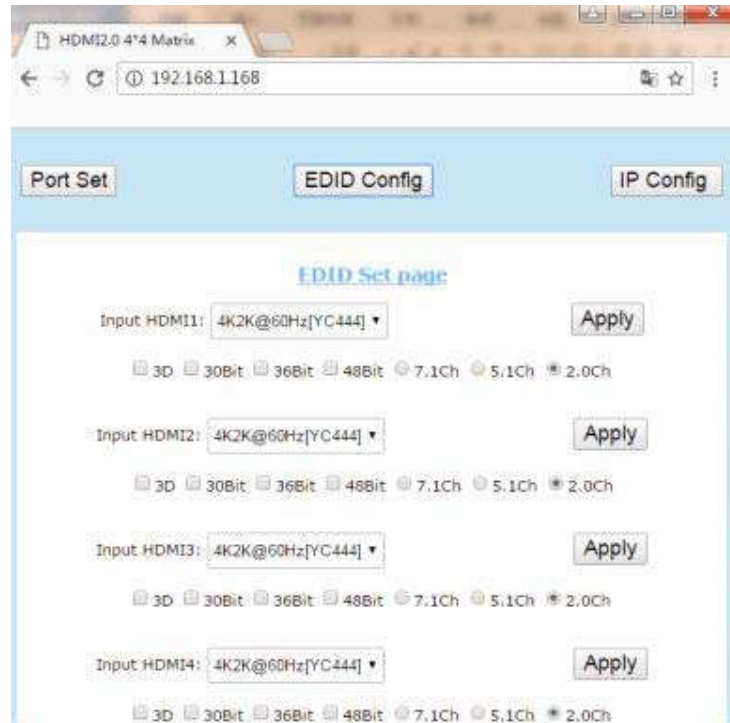 HDMI2.0 4*4 Matrix
192.168.1.168
Port Set EDID Config IP Config
EDID Set page
Input HDMI1: 4K2K@60Hz[YC444] Apply
3D 30Bit 36Bit 48Bit 7.1Ch 5.1Ch 2.0Ch
Input HDMI2: 4K2K@60Hz[YC444] Apply
3D 30Bit 36Bit 48Bit 7.1Ch 5.1Ch 2.0Ch
Input HDMI3: 4K2K@60Hz[YC444] Apply
3D 30Bit 36Bit 48Bit 7.1Ch 5.1Ch 2.0Ch
Input HDMI4: 4K2K@60Hz[YC444] Apply
3D 30Bit 36Bit 48Bit 7.1Ch 5.1Ch 2.0Ch